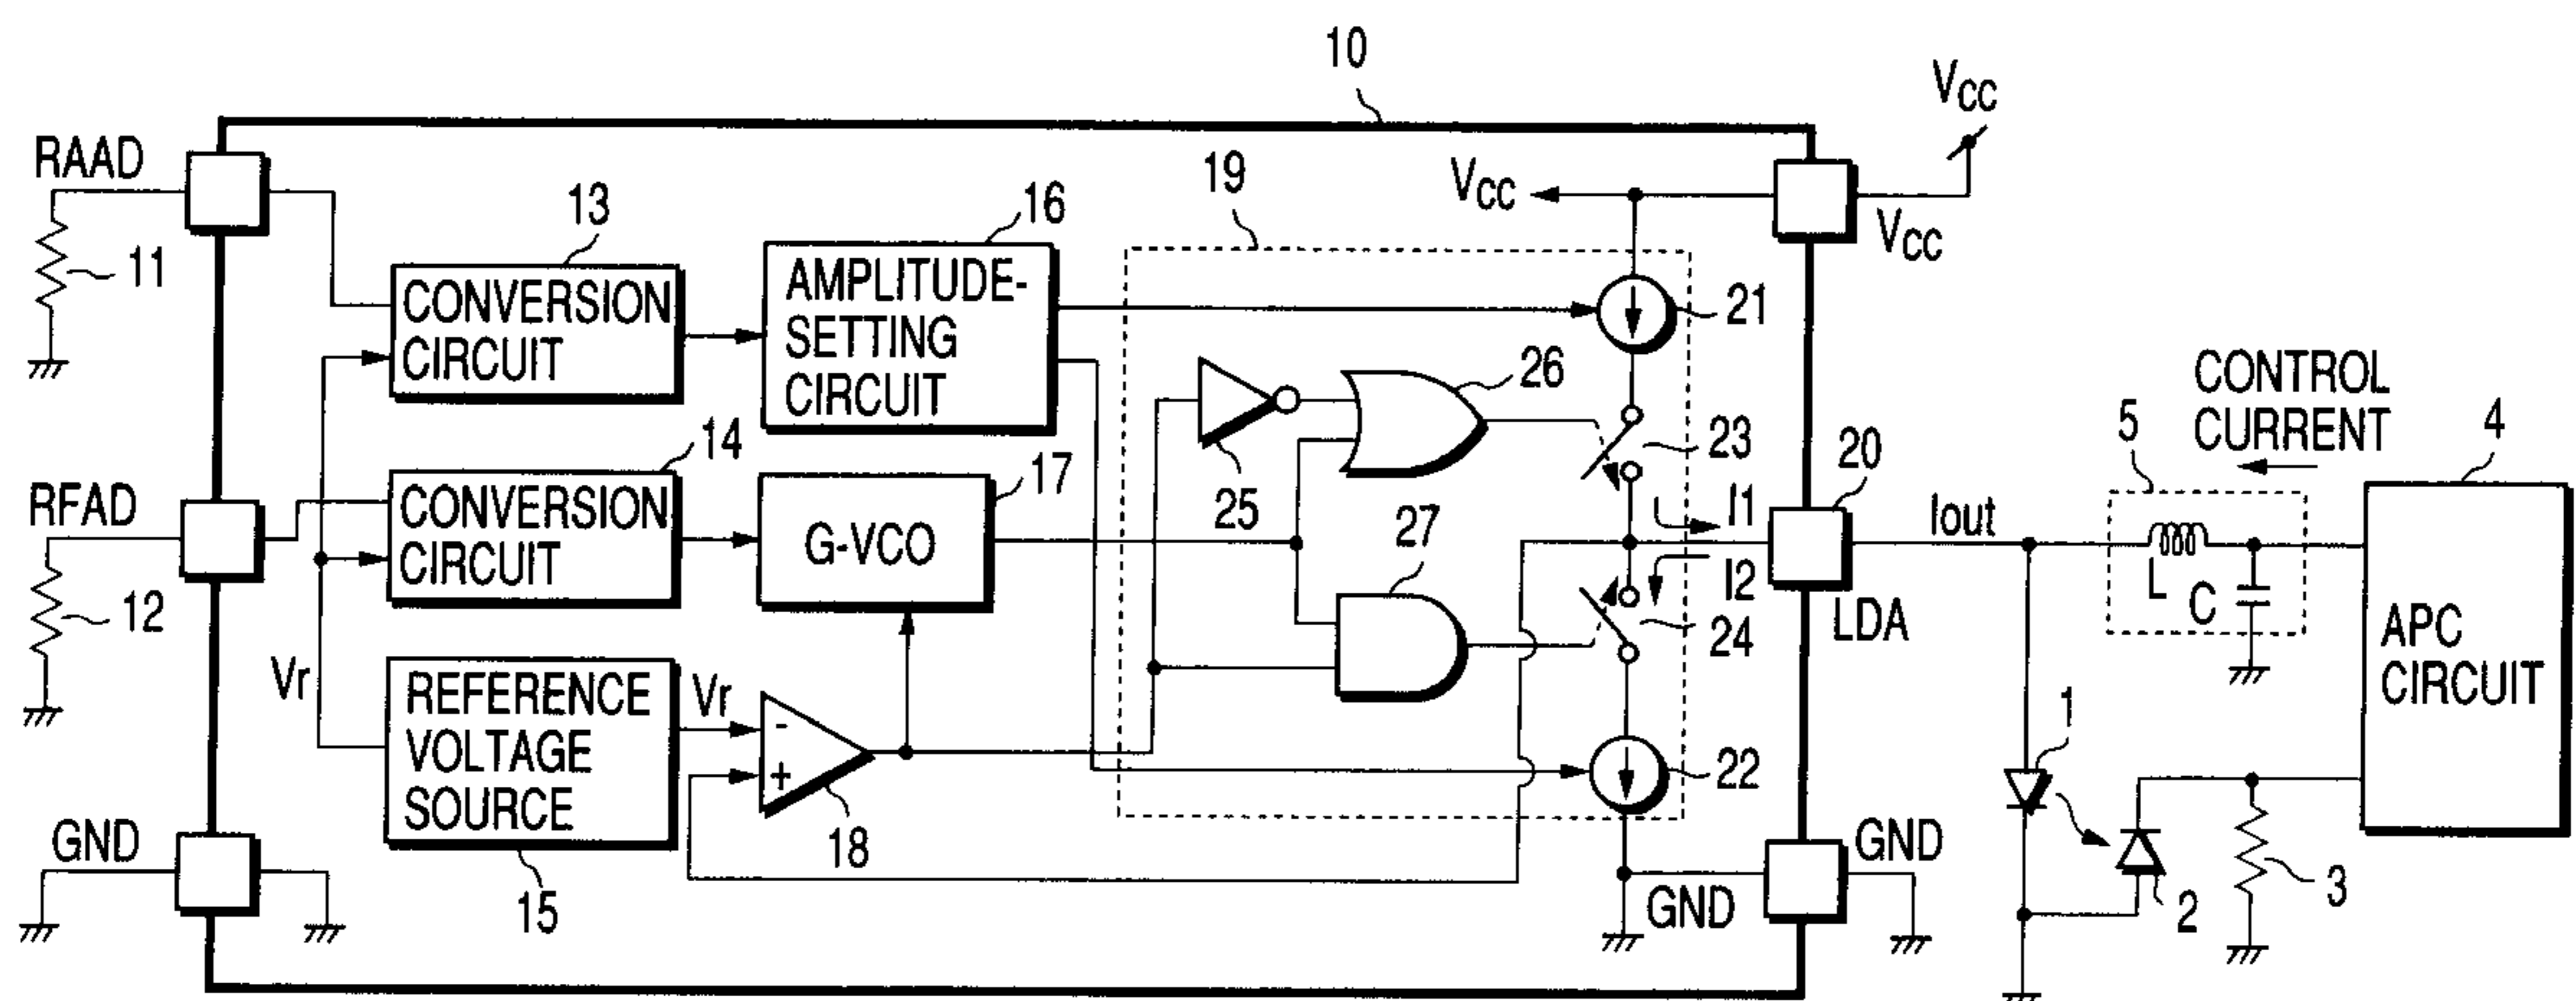 10
VCC
RAAD
11
13
CONVERSION
CIRCUIT
16
AMPLITUDE-
SETTING
CIRCUIT
19
VCC
VCC
21
26
23
25
RFAD
12
14
CONVERSION
CIRCUIT
17
G-VCO
27
I1
I2
24
20
LDA
Iout
CONTROL
CURRENT
5
L
C
4
APC
CIRCUIT
Vr
REFERENCE
VOLTAGE
SOURCE
15
Vr
-
+
18
22
GND
GND
GND
1
2
3